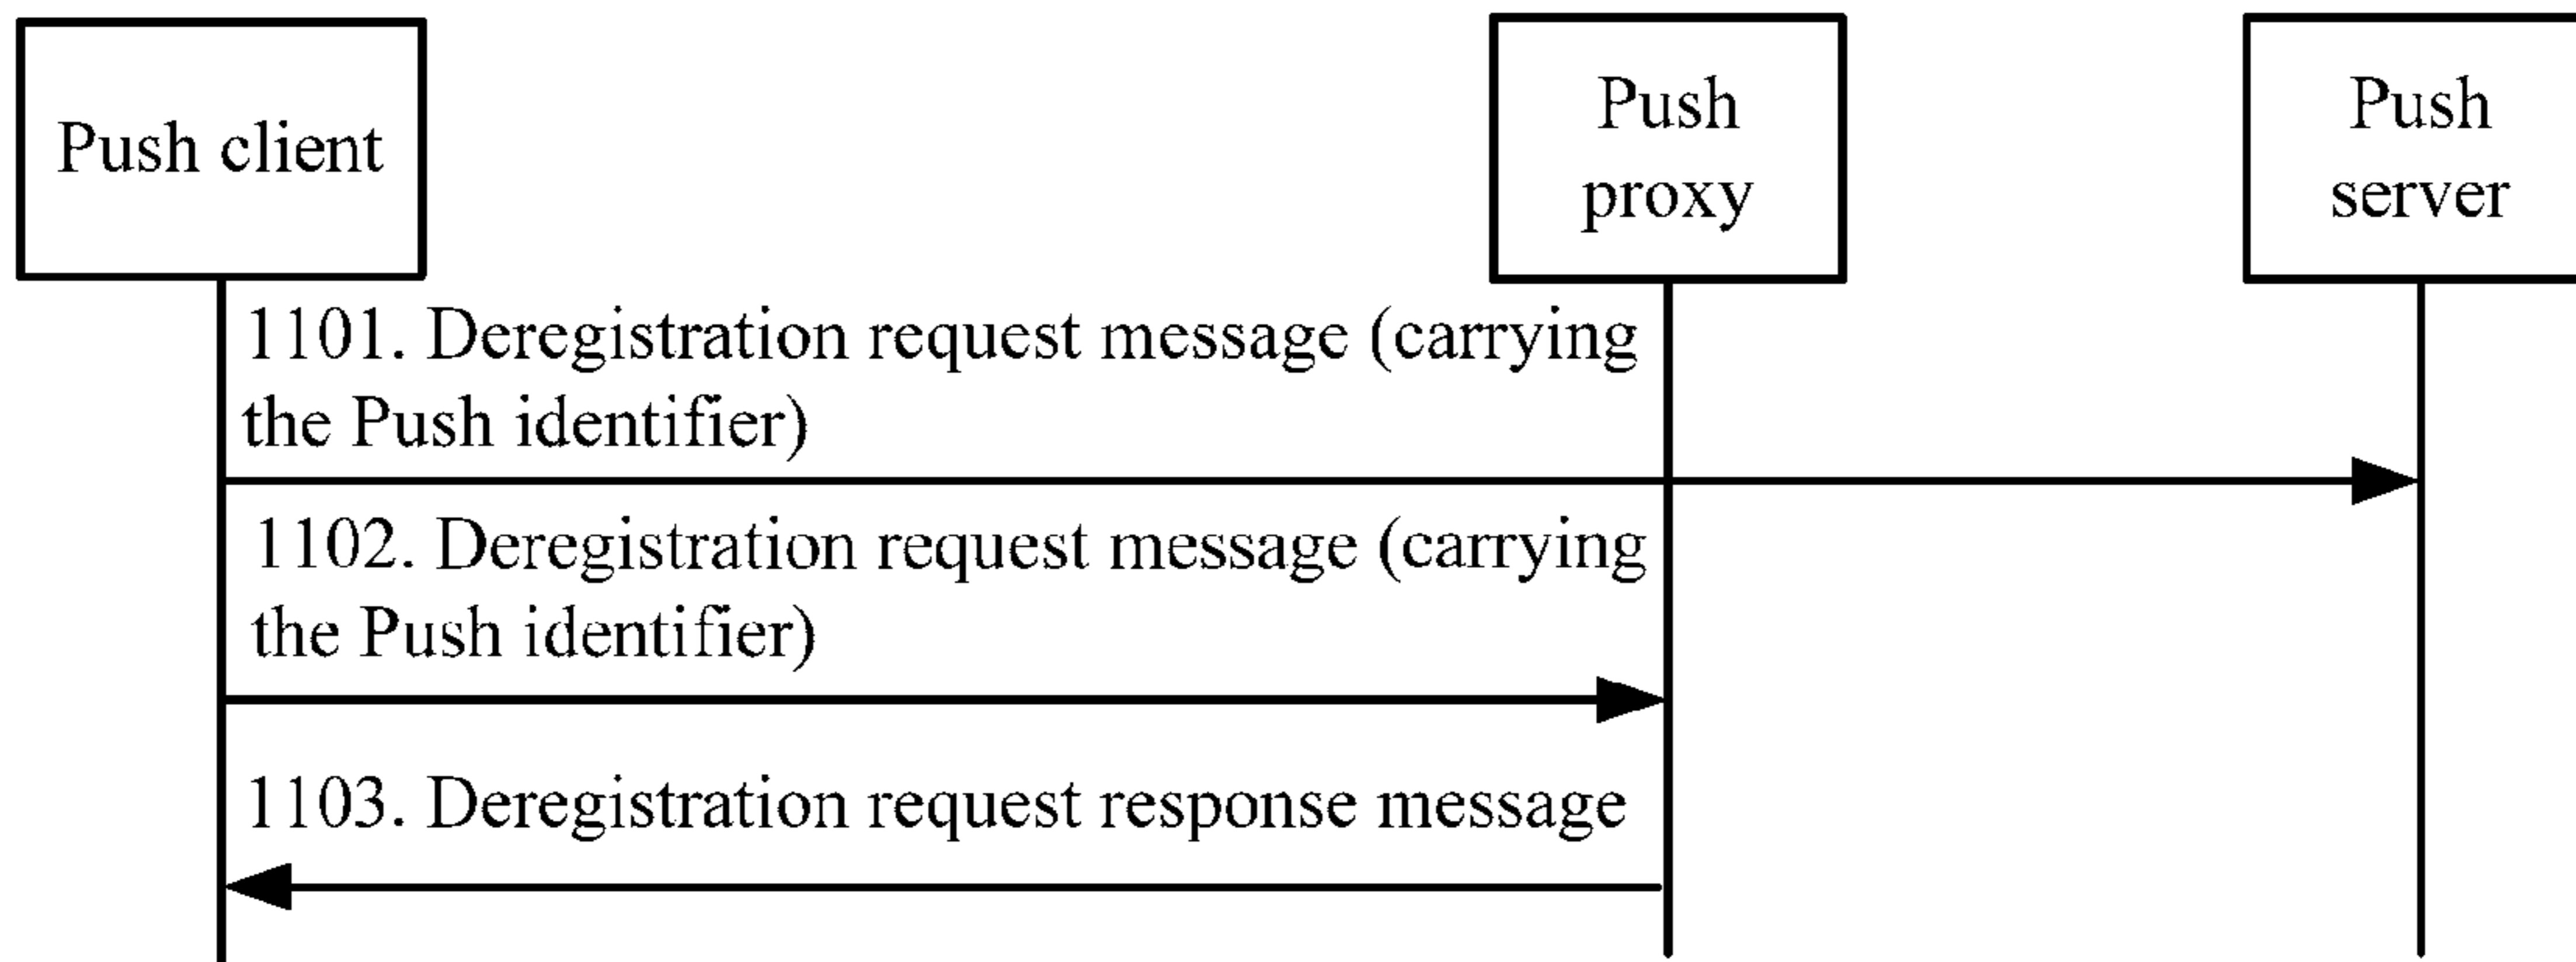 Push client
Push
proxy
Push
server
1101. Deregistration request message (carrying
the Push identifier)
1102. Deregistration request message (carrying
the Push identifier)
1103. Deregistration request response message